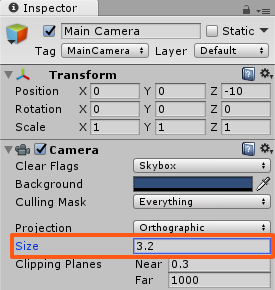 Inspector
Main Camera Static
Tag MainCamera Layer Default
Transform
Position X 0 Y 0 Z -10
Rotation X 0 Y 0 Z 0
Scale X 1 Y 1 Z 1
Camera
Clear Flags Skybox
Background
Culling Mask Everything
Projection Orthographic
Size 3.2
Clipping Planes Near 0.3
Far 1000